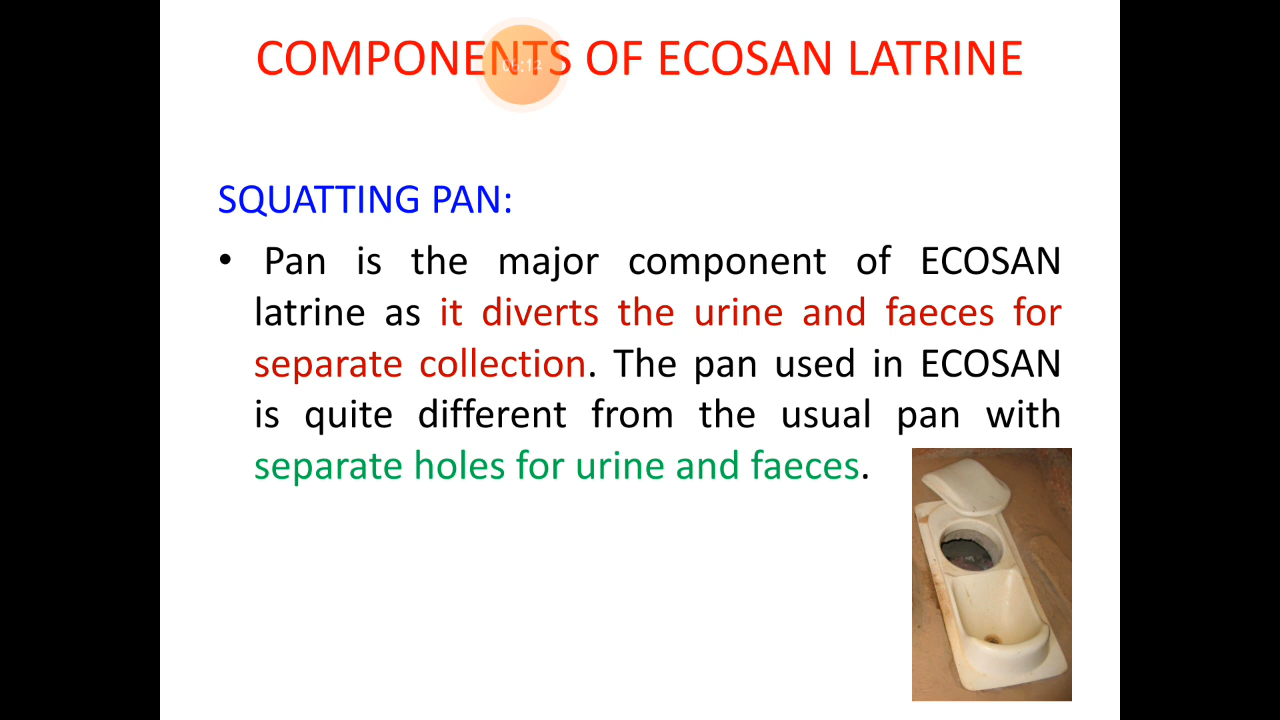 COMPONENTS OF ECOSAN LATRINE
SQUATTING PAN:
• Pan is the major component of ECOSAN
latrine as it diverts the urine and faeces for
separate collection. The pan used in ECOSAN
is quite different from the usual pan with
separate holes for urine and faeces.